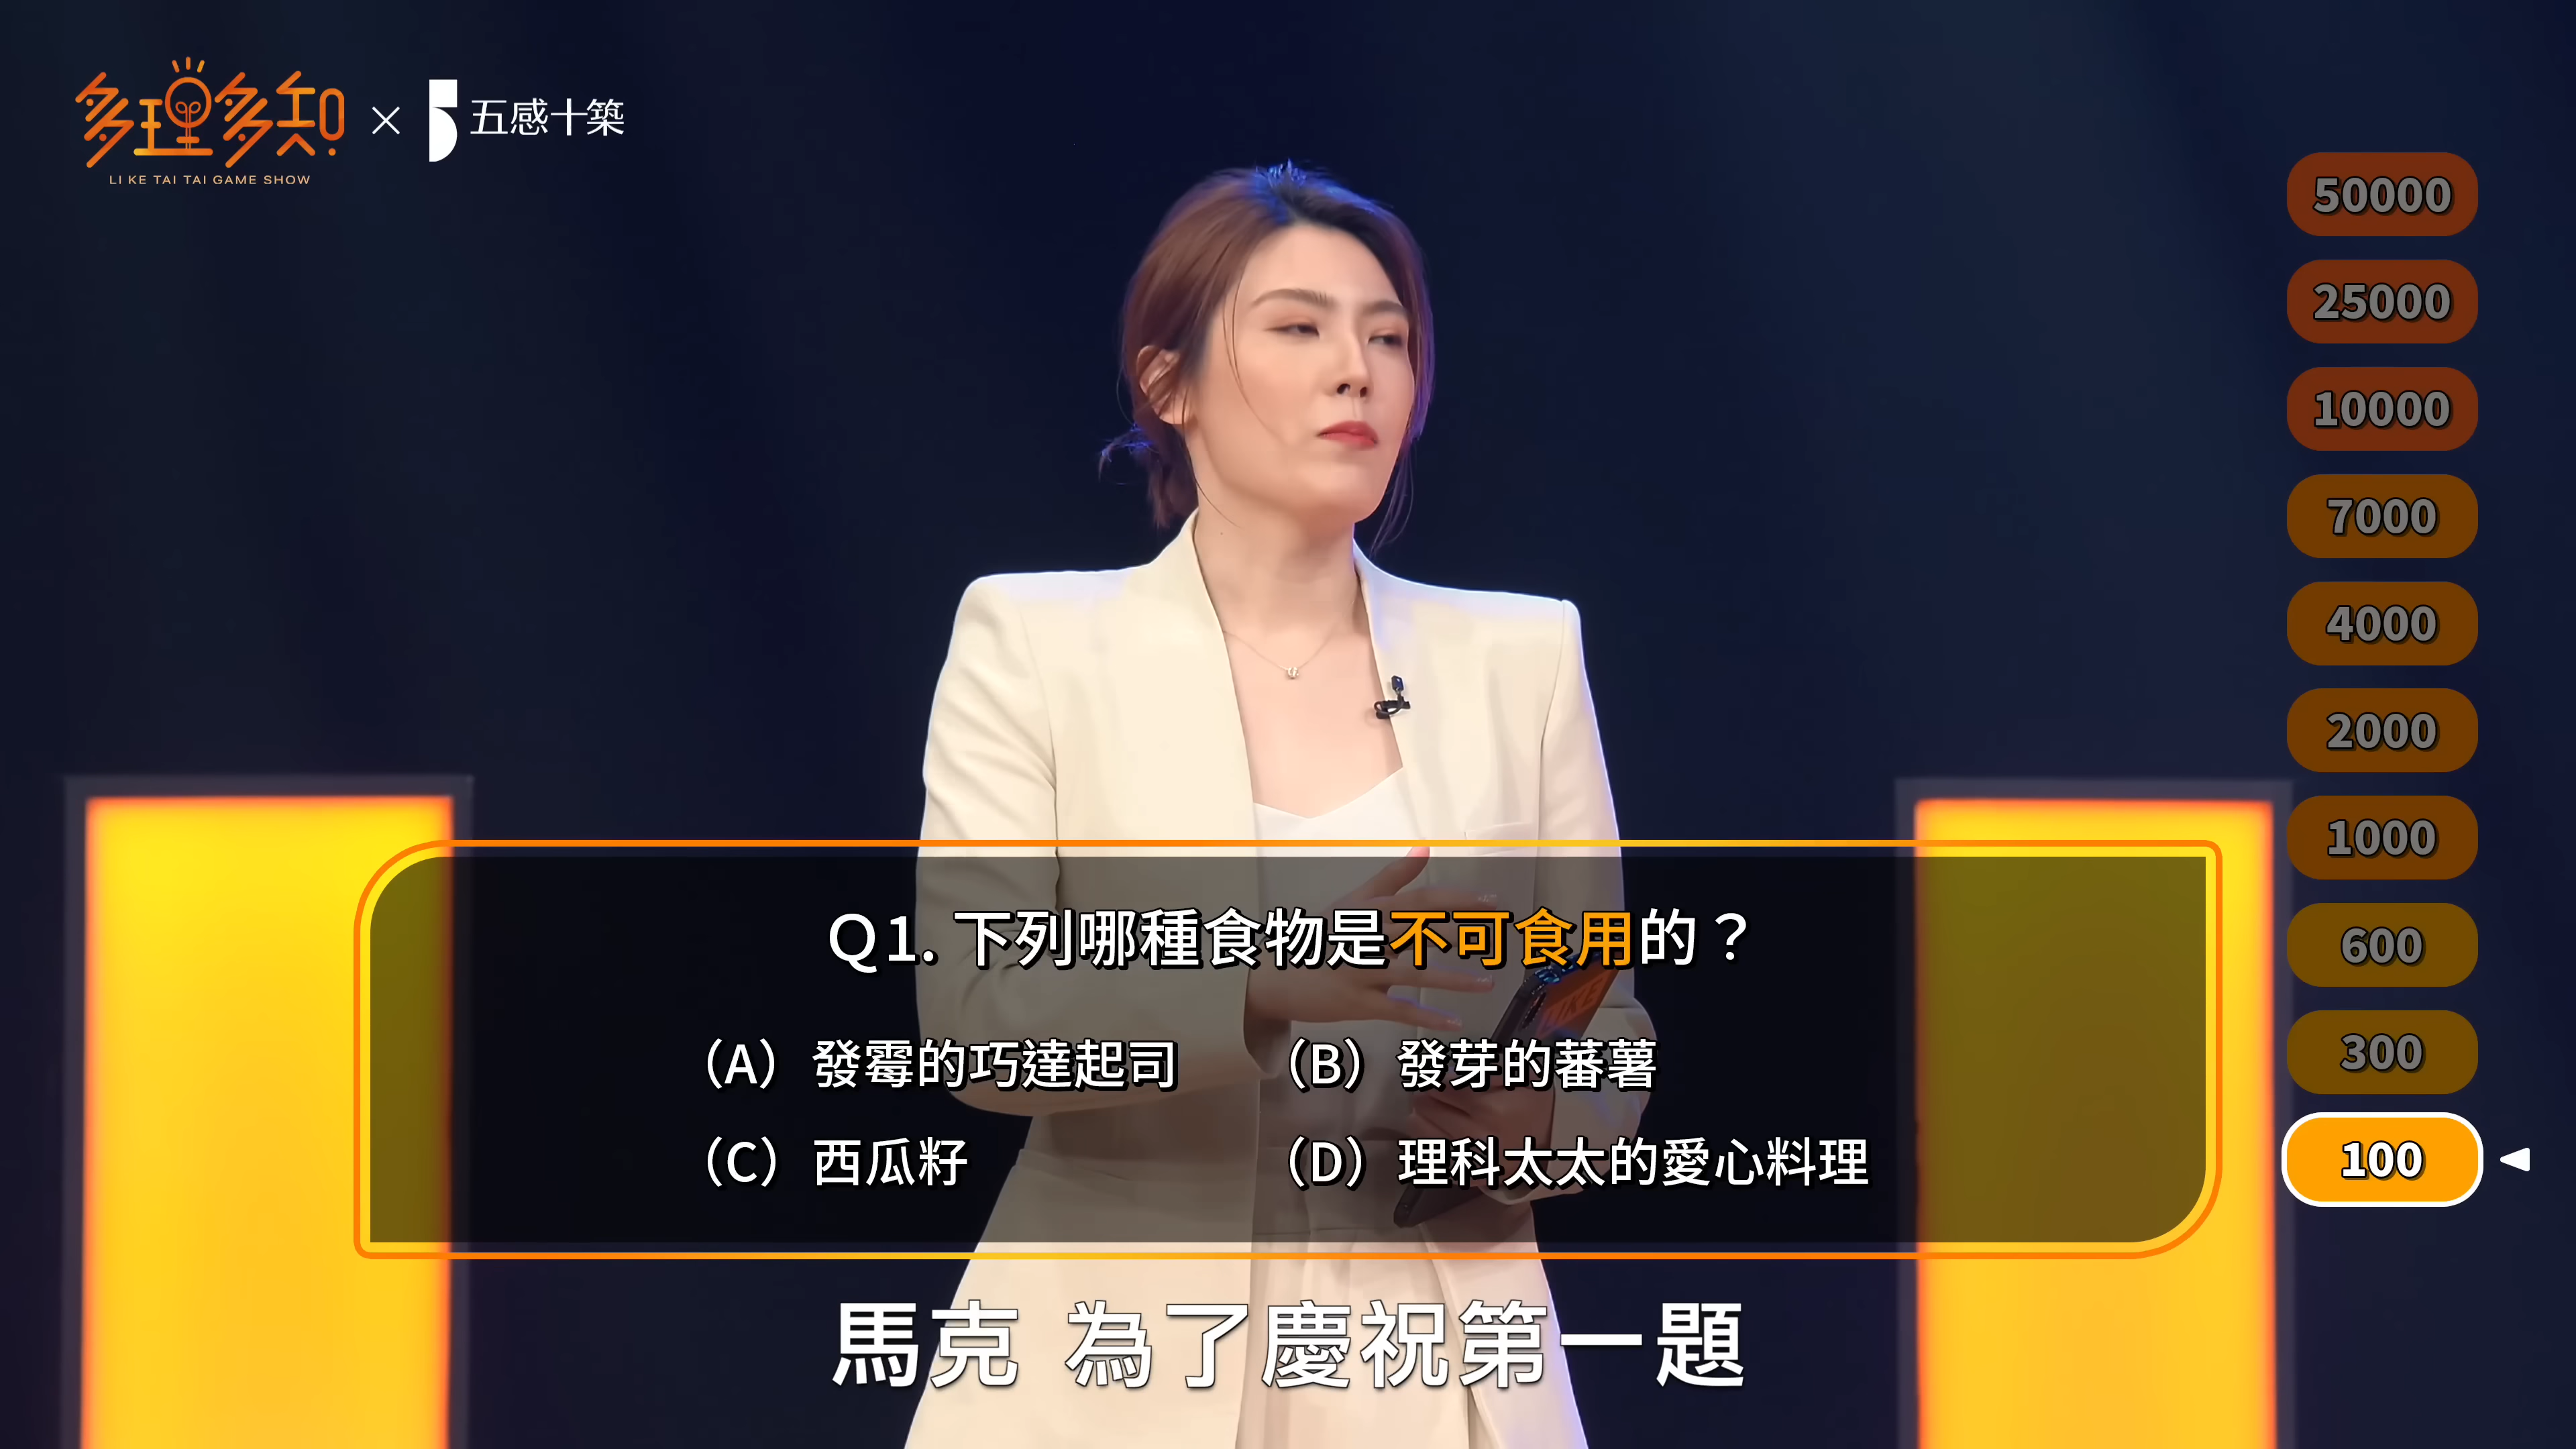 多理多知 × 五感十築
LI KE TAI TAI GAME SHOW
50000
25000
10000
7000
4000
2000
1000
600
300
100
Q1. 下列哪種食物是不可食用的？
（A）發霉的巧達起司
（B）發芽的蕃薯
（C）西瓜籽
（D）理科太太的愛心料理
馬克 為了慶祝第一題